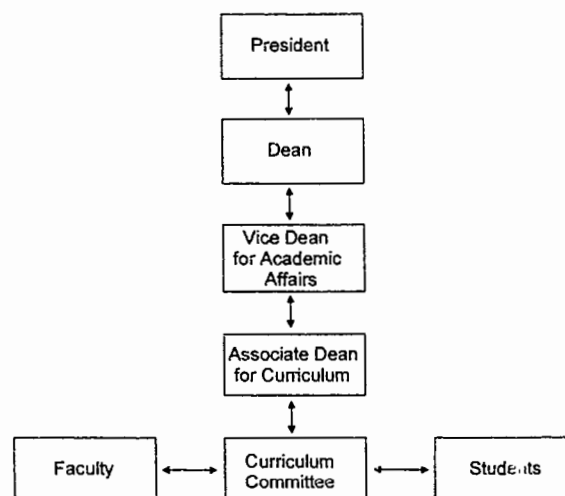 President
Dean
Vice Dean
for Academic
Affairs
Associate Dean
for Curriculum
Faculty
Curriculum
Committee
Students